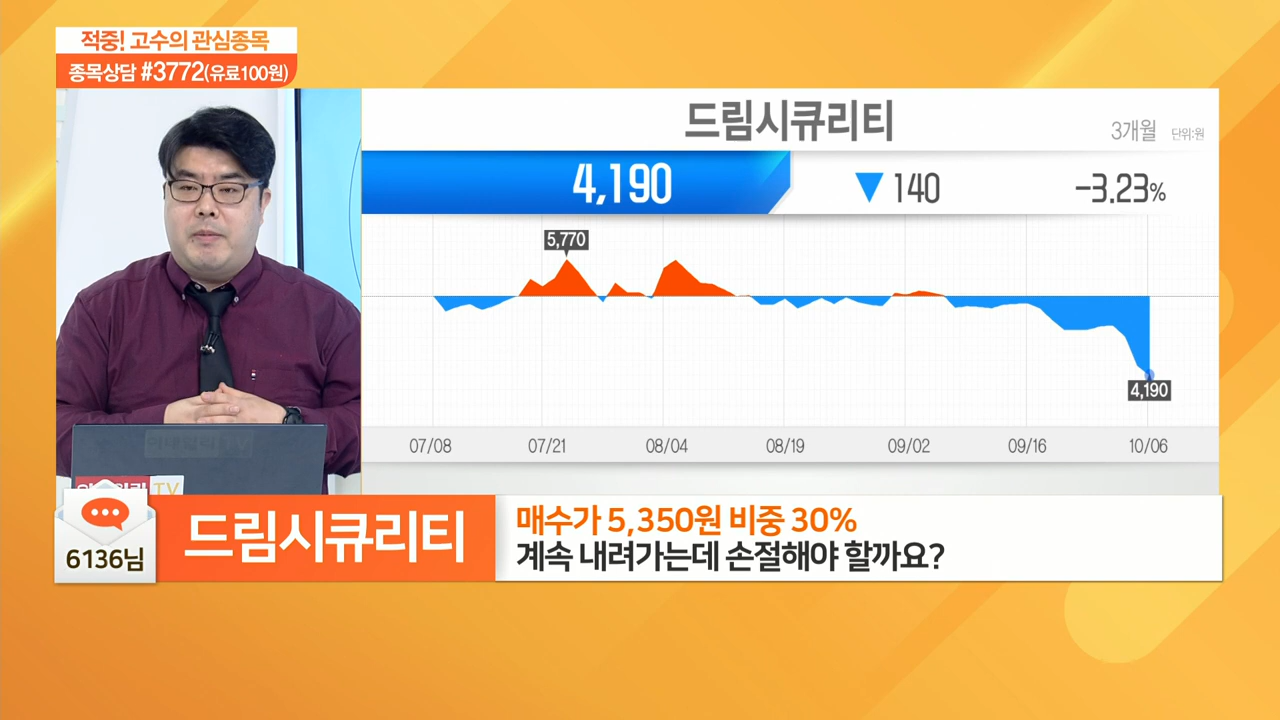 적중! 고수의 관심종목
종목상담 #3772(유료100원)
드림시큐리티
3개월 단위:원
4,190 ▼ 140 -3.23%
5,770
4,190
07/08 07/21 08/04 08/19 09/02 09/16 10/06
TV
6136님
드림시큐리티
매수가 5,350원 비중 30%
계속 내려가는데 손절해야 할까요?